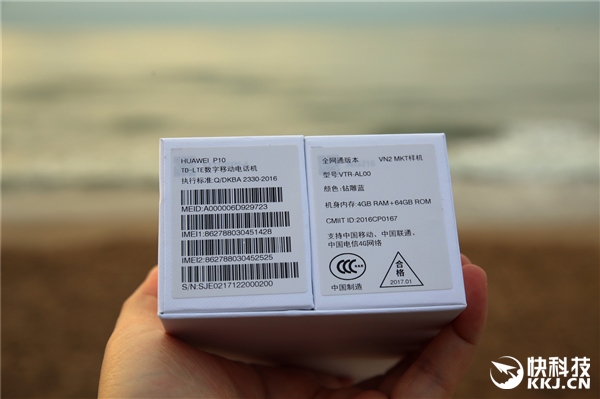 HUAWEI P10
TD-LTE数字移动电话机
执行标准:Q/DKBA 2330-2016
MEID:A000006D929723
IMEI1:862788030451428
IMEI2:862788030452525
S/N:SJE0217122000200
全网通版本 VN2 MKT样机
型号:VTR-AL00
颜色:钻雕蓝
机身内存:4GB RAM+64GB ROM
CMIIT ID:2016CP0167
支持中国移动、中国联通、
中国电信4G网络
CCC
中国制造
合格
2017.01
快科技
KKJ.CN